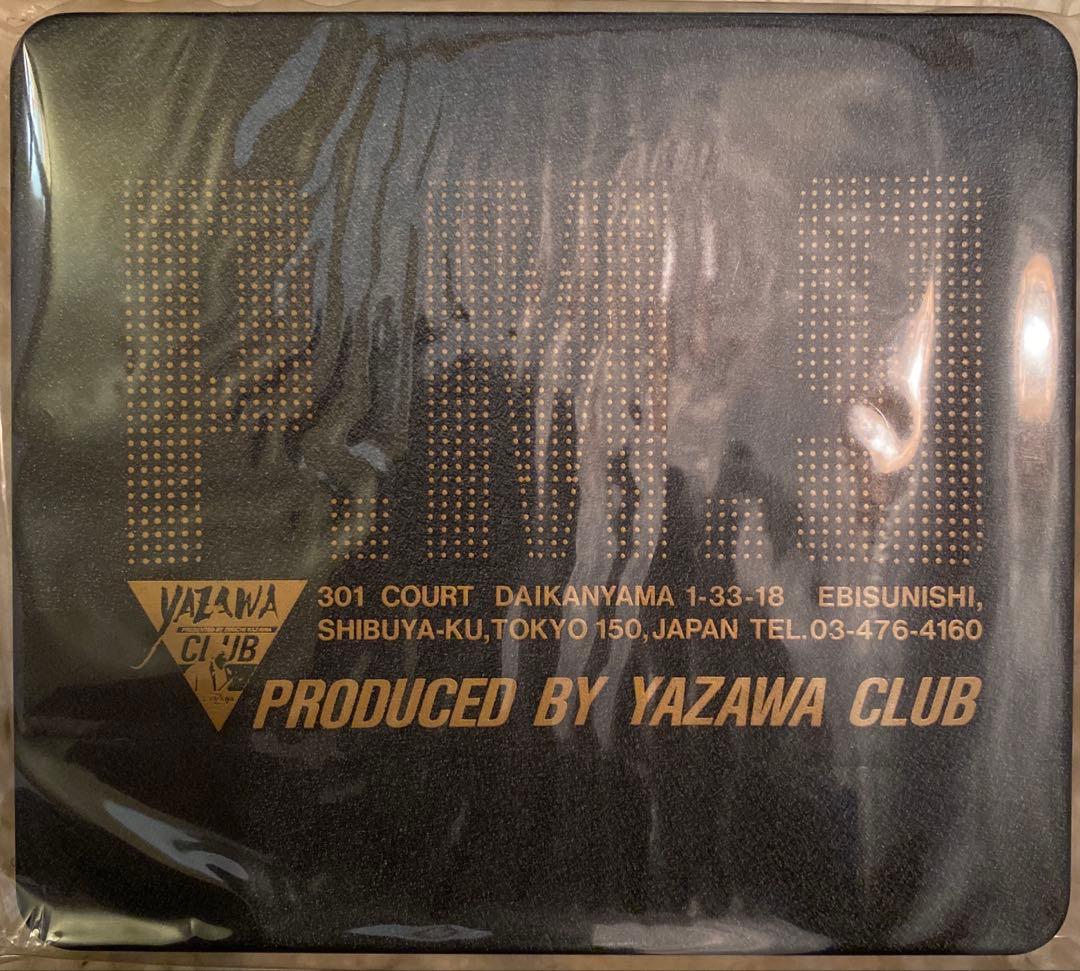 P.M.9
YAZAWA
CLUB
301 COURT DAIKANYAMA 1-33-18 EBISUNISHI,
SHIBUYA-KU,TOKYO 150,JAPAN TEL.03-476-4160
PRODUCED BY YAZAWA CLUB